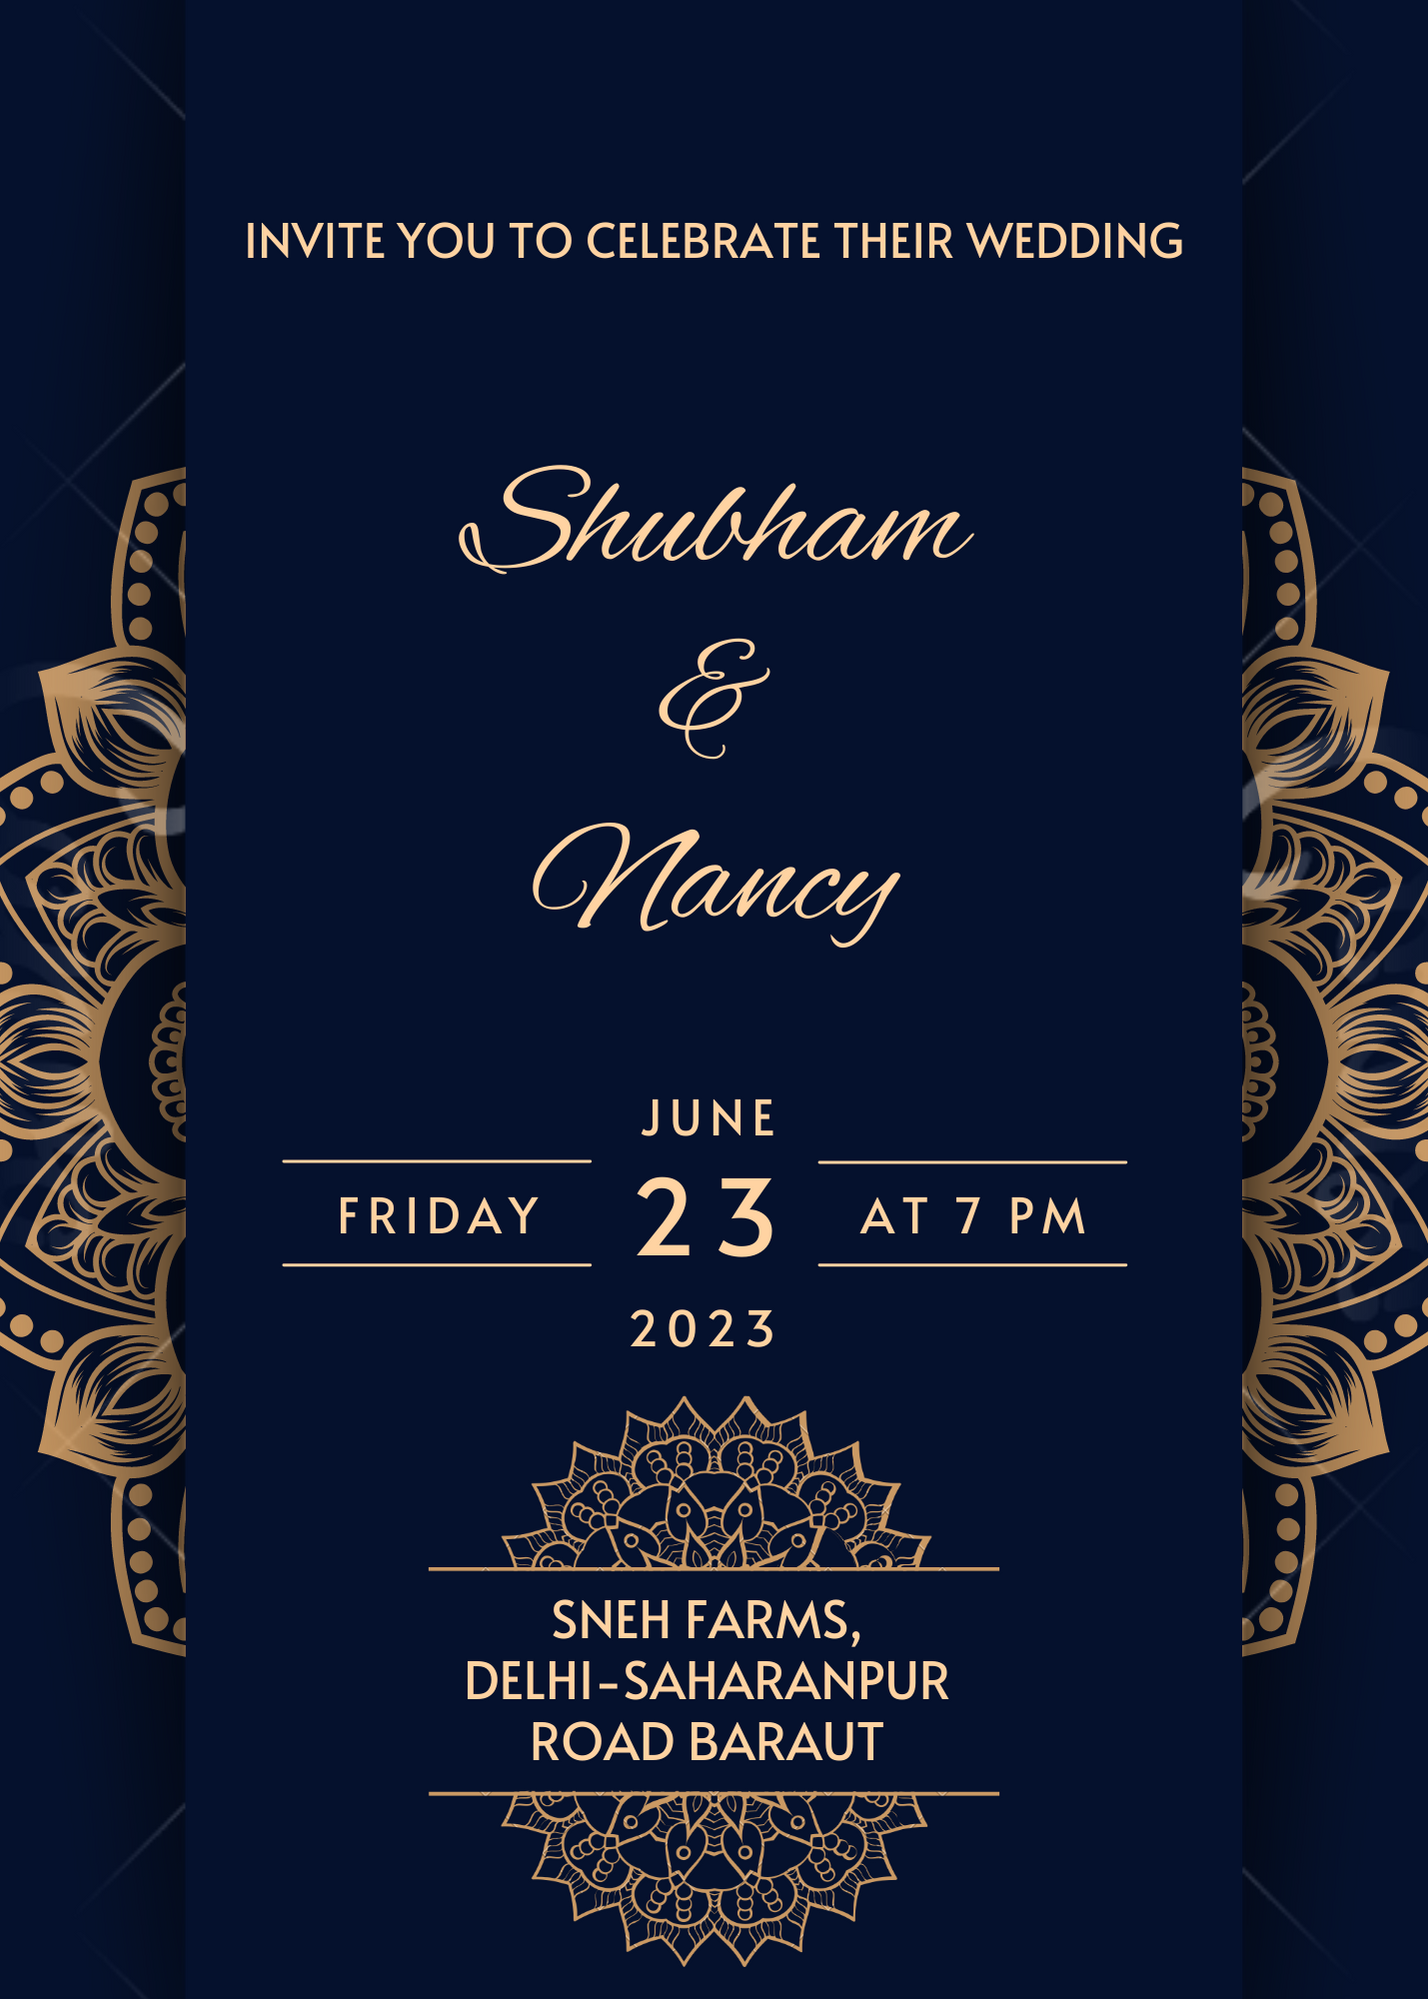 INVITE YOU TO CELEBRATE THEIR WEDDING
Shubham
&
Nancy
JUNE
FRIDAY 23 AT 7 PM
2023
SNEH FARMS,
DELHI-SAHARANPUR
ROAD BARAUT